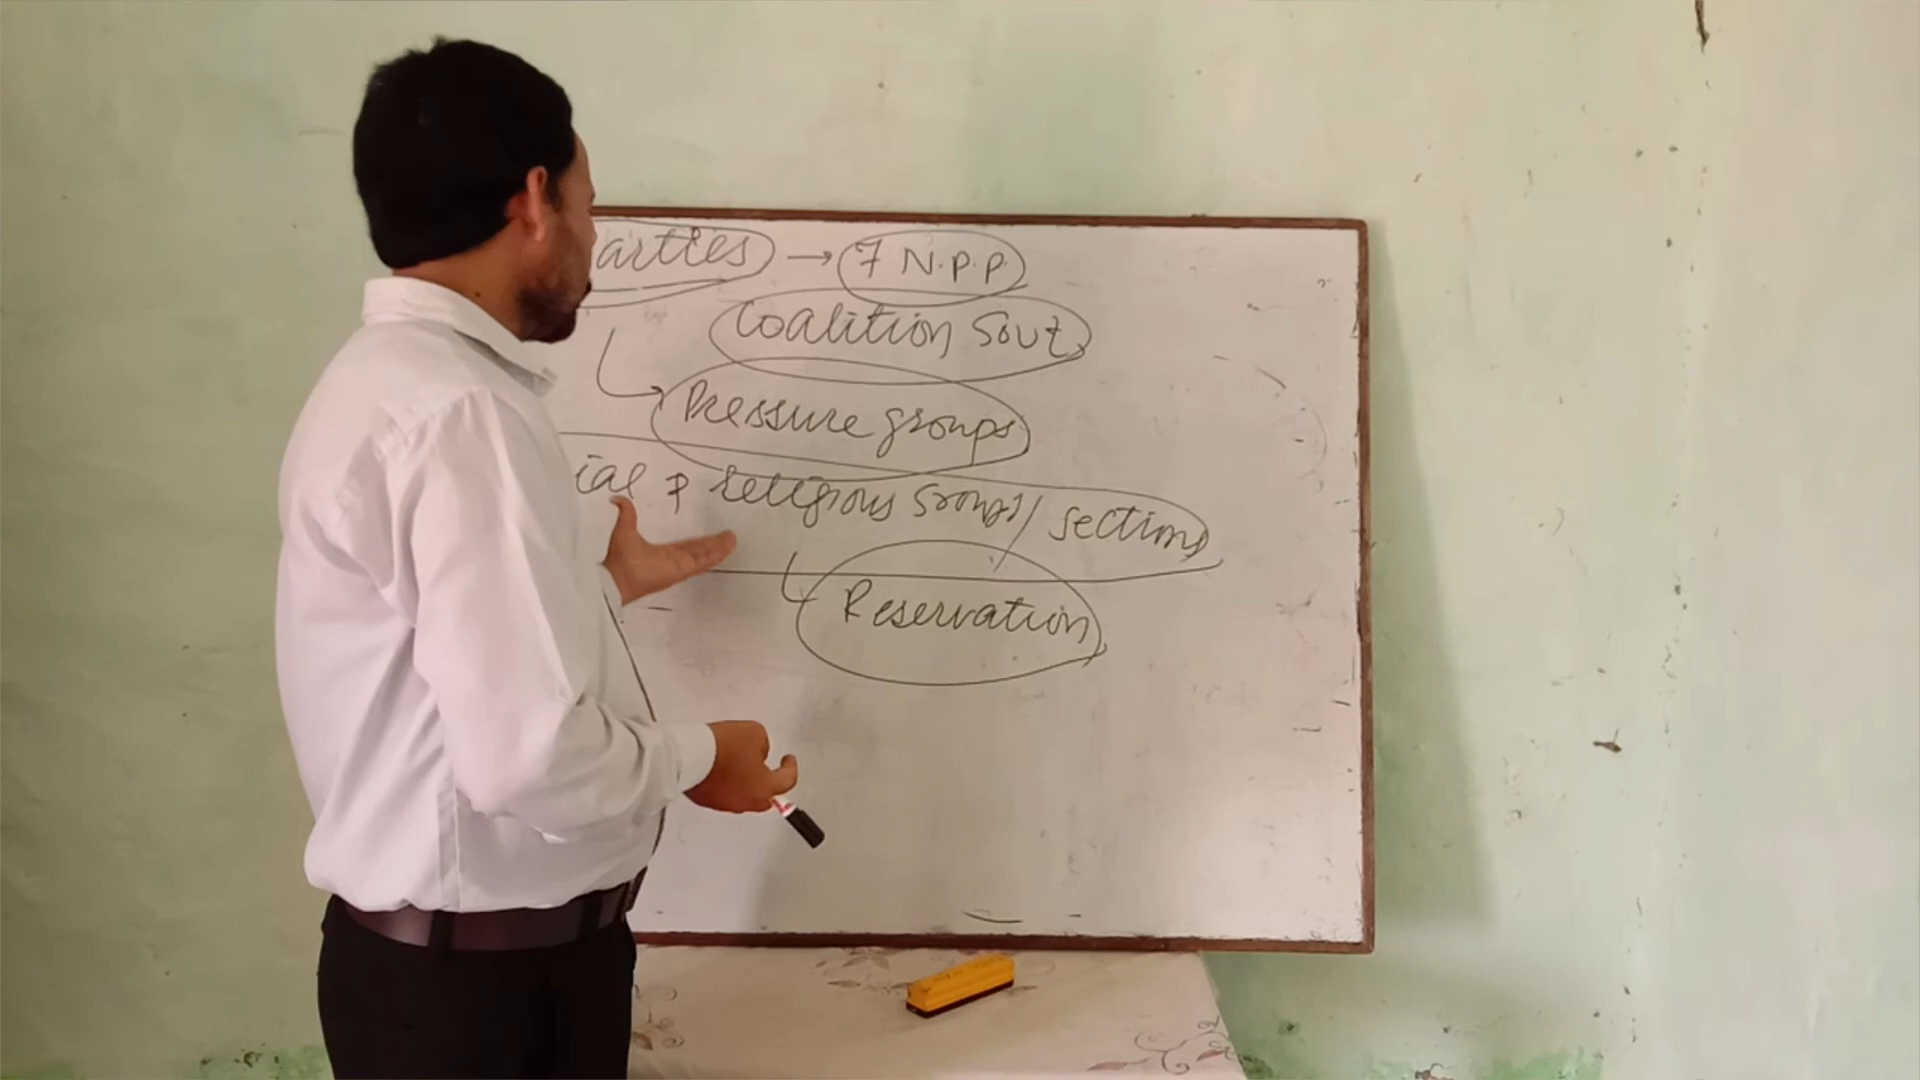 arties → 7 N.P.P.
Coalition Govt
Pressure groups
ial & religious Groups / sections
Reservation